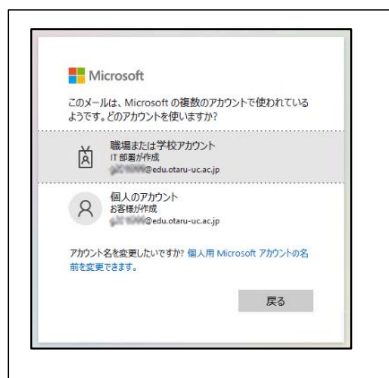 Microsoft
このメールは、Microsoft の複数のアカウントで使われている
ようです。どのアカウントを使いますか?
職場または学校アカウント
IT 部署が作成
@edu.otaru-uc.ac.jp
個人のアカウント
お客様が作成
@edu.otaru-uc.ac.jp
アカウント名を変更したいですか? 個人用 Microsoft アカウントの名
前を変更できます。
戻る